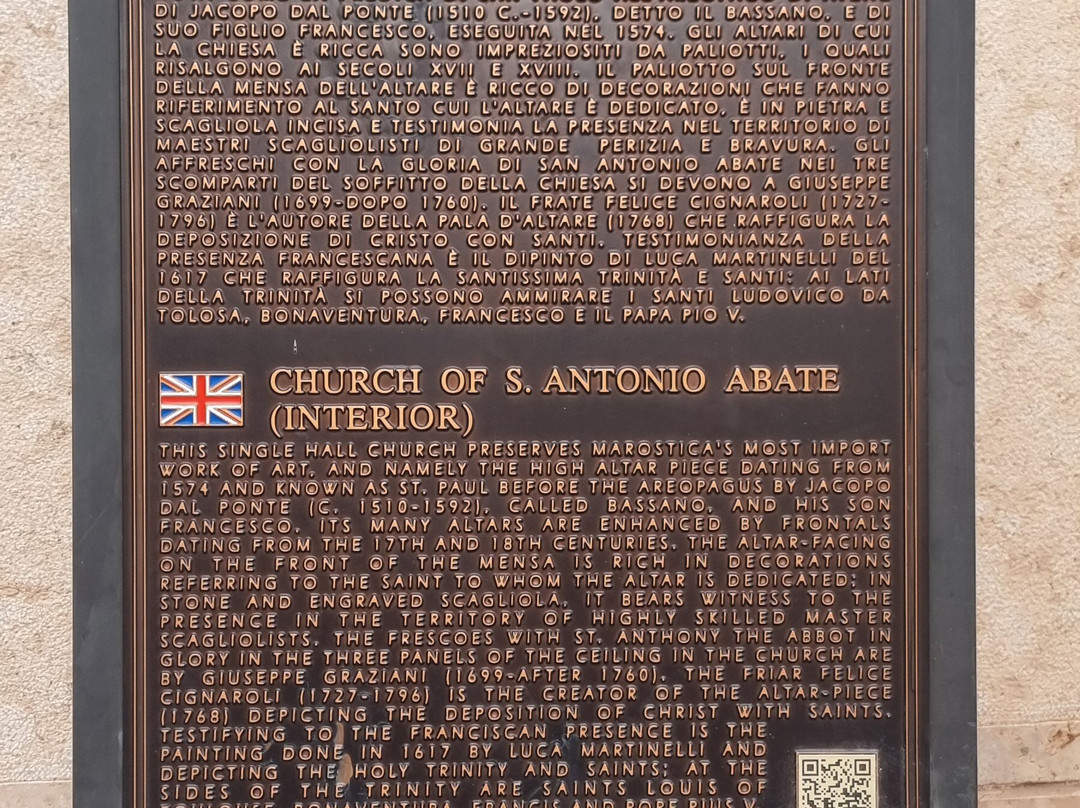 DI JACOPO DAL PONTE (1510 C.-1592), DETTO IL BASSANO, E DI
SUO FIGLIO FRANCESCO, ESEGUITA NEL 1574. GLI ALTARI DI CUI
LA CHIESA È RICCA SONO IMPREZIOSITI DA PALIOTTI, I QUALI
RISALGONO AI SECOLI XVII E XVIII. IL PALIOTTO SUL FRONTE
DELLA MENSA DELL'ALTARE È RICCO DI DECORAZIONI CHE FANNO
RIFERIMENTO AL SANTO CUI L'ALTARE È DEDICATO, È IN PIETRA E
SCAGLIOLA INCISA E TESTIMONIA LA PRESENZA NEL TERRITORIO DI
MAESTRI SCAGLIOLISTI DI GRANDE PERIZIA E BRAVURA. GLI
AFFRESCHI CON LA GLORIA DI SAN ANTONIO ABATE NEI TRE
SCOMPARTI DEL SOFFITTO DELLA CHIESA SI DEVONO A GIUSEPPE
GRAZIANI (1699-DOPO 1760). IL FRATE FELICE CIGNAROLI (1727-
1796) È L'AUTORE DELLA PALA D'ALTARE (1768) CHE RAFFIGURA LA
DEPOSIZIONE DI CRISTO CON SANTI. TESTIMONIANZA DELLA
PRESENZA FRANCESCANA È IL DIPINTO DI LUCA MARTINELLI DEL
1617 CHE RAFFIGURA LA SANTISSIMA TRINITÀ E SANTI: AI LATI
DELLA TRINITÀ SI POSSONO AMMIRARE I SANTI LUDOVICO DA
TOLOSA, BONAVENTURA, FRANCESCO E IL PAPA PIO V.
CHURCH OF S. ANTONIO ABATE
(INTERIOR)
THIS SINGLE HALL CHURCH PRESERVES MAROSTICA'S MOST IMPORT
WORK OF ART, AND NAMELY THE HIGH ALTAR PIECE DATING FROM
1574 AND KNOWN AS ST. PAUL BEFORE THE AREOPAGUS BY JACOPO
DAL PONTE (C. 1510-1592), CALLED BASSANO, AND HIS SON
FRANCESCO. ITS MANY ALTARS ARE ENHANCED BY FRONTALS
DATING FROM THE 17TH AND 18TH CENTURIES. THE ALTAR-FACING
ON THE FRONT OF THE MENSA IS RICH IN DECORATIONS
REFERRING TO THE SAINT TO WHOM THE ALTAR IS DEDICATED; IN
STONE AND ENGRAVED SCAGLIOLA, IT BEARS WITNESS TO THE
PRESENCE IN THE TERRITORY OF HIGHLY SKILLED MASTER
SCAGLIOLISTS. THE FRESCOES WITH ST. ANTHONY THE ABBOT IN
GLORY IN THE THREE PANELS OF THE CEILING IN THE CHURCH ARE
BY GIUSEPPE GRAZIANI (1699-AFTER 1760). THE FRIAR FELICE
CIGNAROLI (1727-1796) IS THE CREATOR OF THE ALTAR-PIECE
(1768) DEPICTING THE DEPOSITION OF CHRIST WITH SAINTS.
TESTIFYING TO THE FRANCISCAN PRESENCE IS THE
PAINTING DONE IN 1617 BY LUCA MARTINELLI AND
DEPICTING THE HOLY TRINITY AND SAINTS; AT THE
SIDES OF THE TRINITY ARE SAINTS LOUIS OF
TOULOUSE, BONAVENTURA, FRANCIS AND POPE PIUS V.